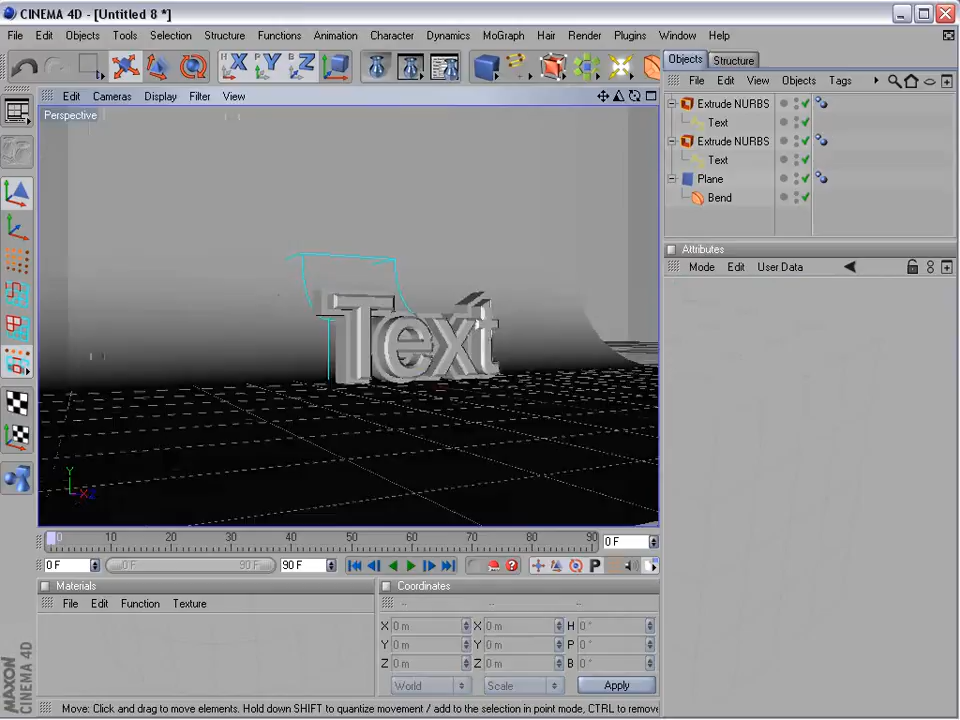 CINEMA 4D - [Untitled 8 *]
File Edit Objects Tools Selection Structure Functions Animation Character Dynamics MoGraph Hair Render Plugins Window Help
X Y Z
Objects Structure
File Edit View Objects Tags
Edit Cameras Display Filter View
Perspective
Extrude NURBS
Text
Extrude NURBS
Text
Plane
Bend
Attributes
Mode Edit User Data
Text
Y
X Z
0 10 20 30 40 50 60 70 80 90 0 F
0 F 0 F 90 F 90 F P
Materials
File Edit Function Texture
Coordinates
-- -- --
X 0 m X 0 m H 0 °
Y 0 m Y 0 m P 0 °
Z 0 m Z 0 m B 0 °
World Scale Apply
MAXON
CINEMA 4D
Move: Click and drag to move elements. Hold down SHIFT to quantize movement / add to the selection in point mode, CTRL to remove